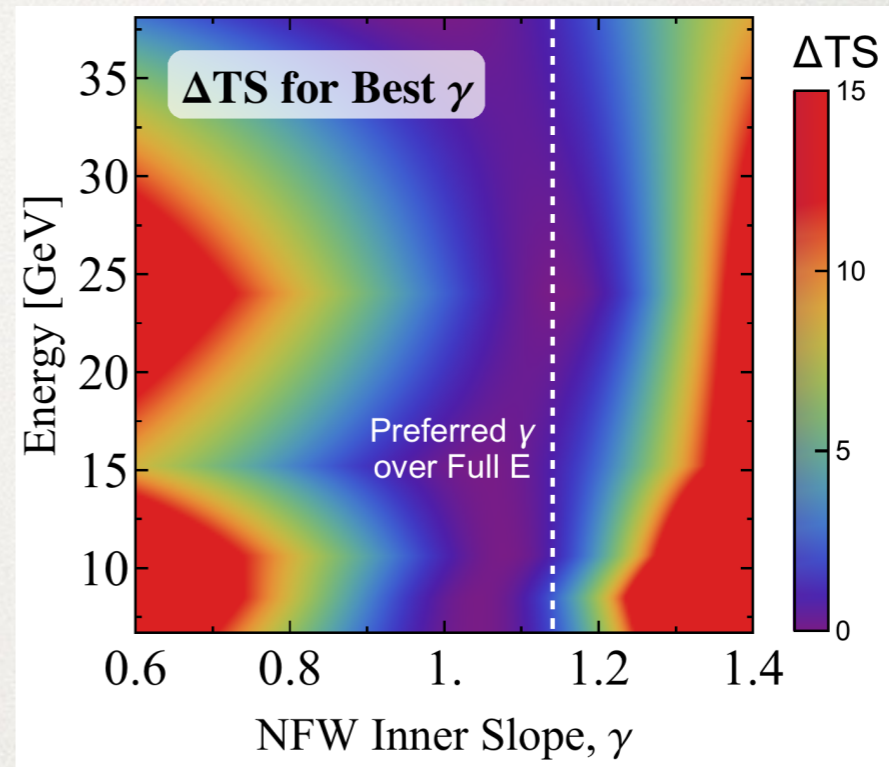 ΔTS for Best γ
ΔTS
15
10
5
0
Energy [GeV]
35
30
25
20
15
10
Preferred γ
over Full E
0.6 0.8 1. 1.2 1.4
NFW Inner Slope, γ